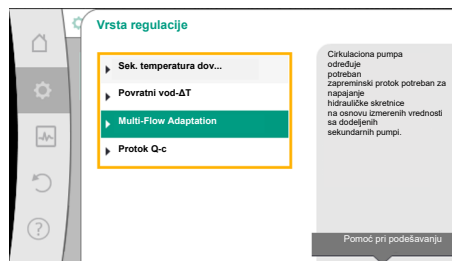 Vrsta regulacije
Sek. temperatura dov...
Povratni vod-ΔT
Multi-Flow Adaptation
Protok Q-c
Cirkulaciona pumpa
određuje
potreban
zapreminski protok potreban za
napajanje
hidrauličke skretnice
na osnovu izmerenih vrednosti
sa dodeljenih
sekundarnih pumpi.
Pomoć pri podešavanju